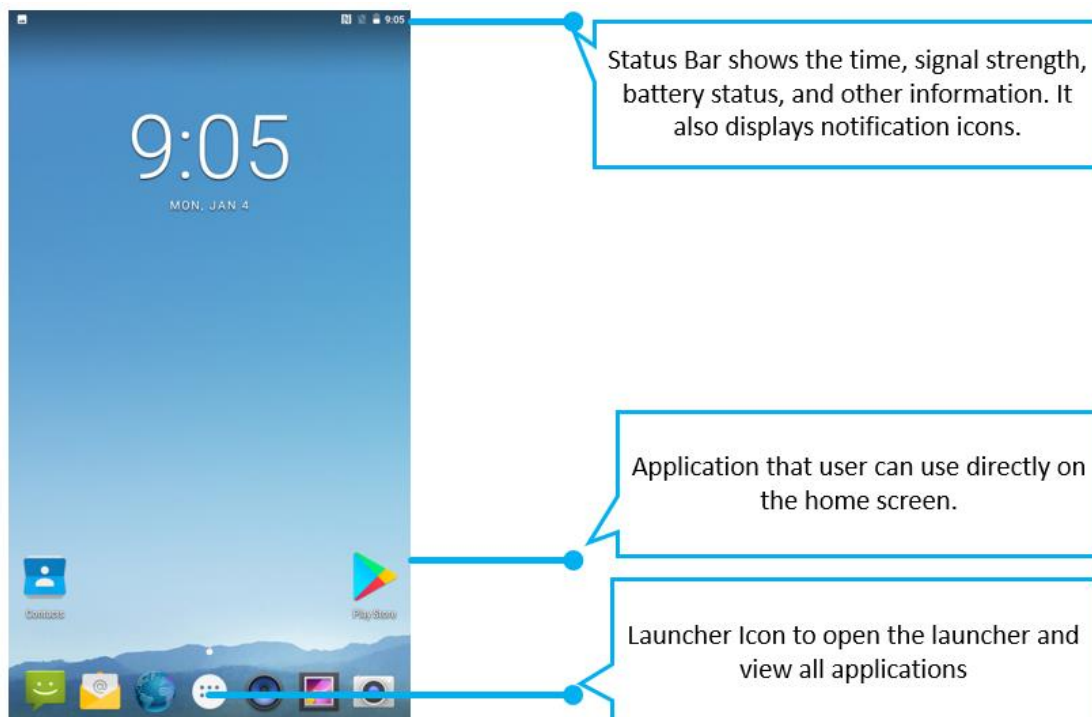 9:05
9:05
MON, JAN 4
Status Bar shows the time, signal strength,
battery status, and other information. It
also displays notification icons.
Application that user can use directly on
the home screen.
Contacts
Play Store
Launcher Icon to open the launcher and
view all applications